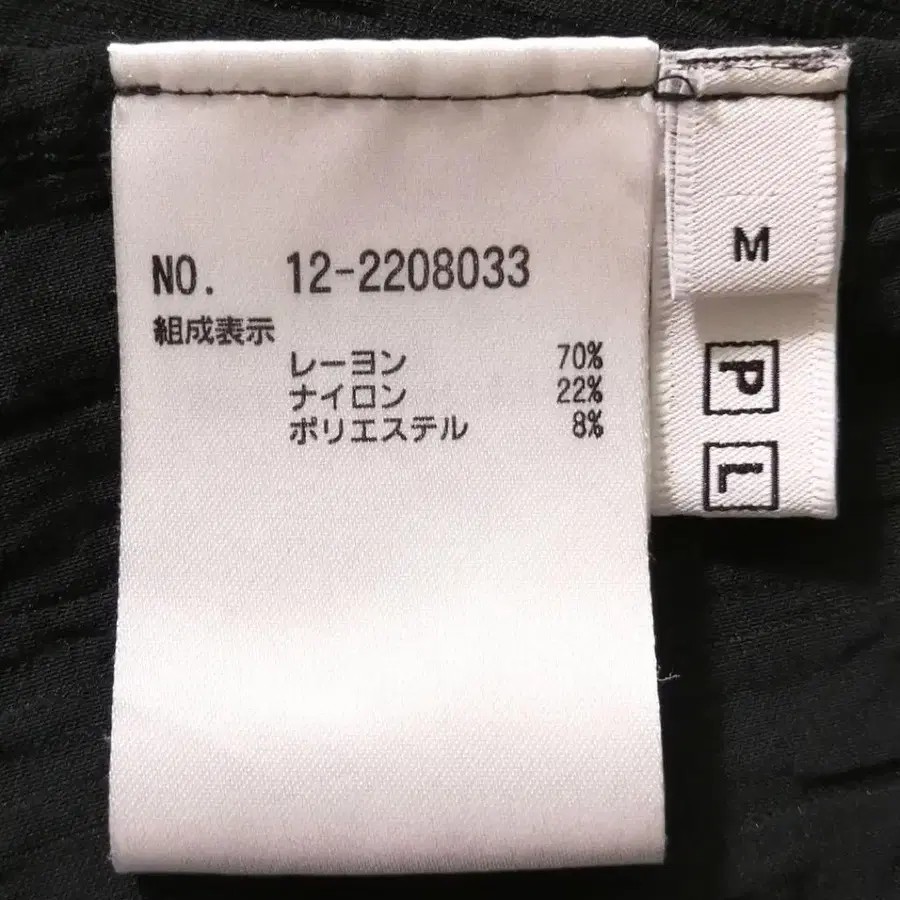 NO. 12-2208033
組成表示
レーヨン 70%
ナイロン 22%
ポリエステル 8%
M
P
L